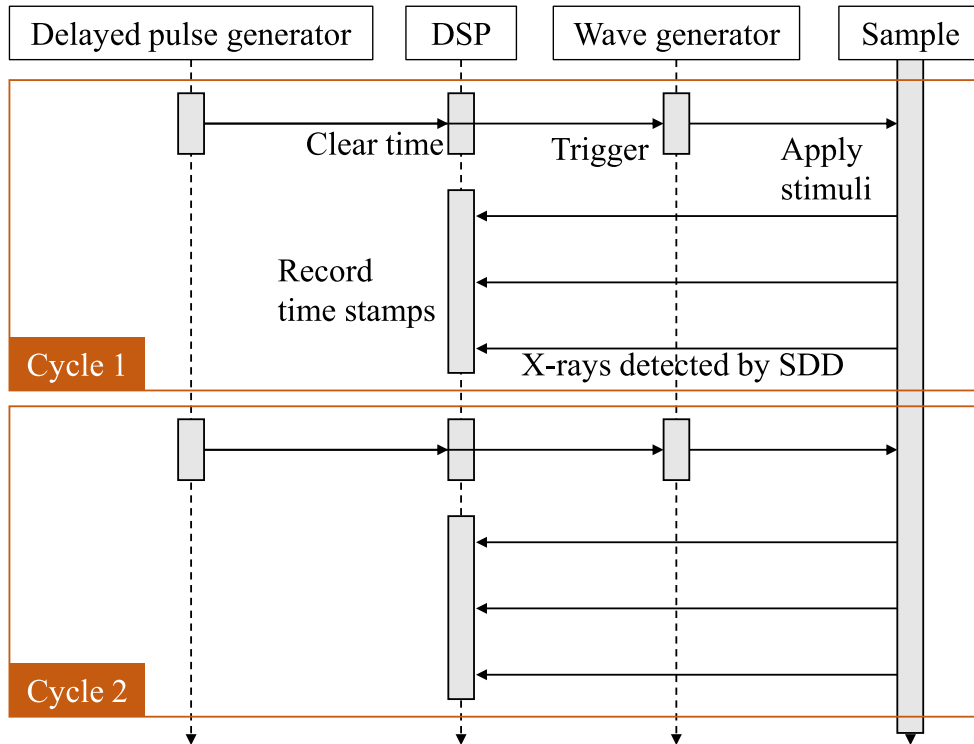 Delayed pulse generator
DSP
Wave generator
Sample
Clear time
Trigger
Apply
stimuli
Record
time stamps
X-rays detected by SDD
Cycle 1
Cycle 2